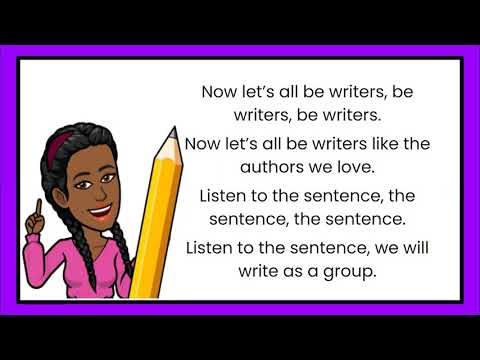 Now let's all be writers, be
writers, be writers.
Now let's all be writers like the
authors we love.
Listen to the sentence, the
sentence, the sentence.
Listen to the sentence, we will
write as a group.